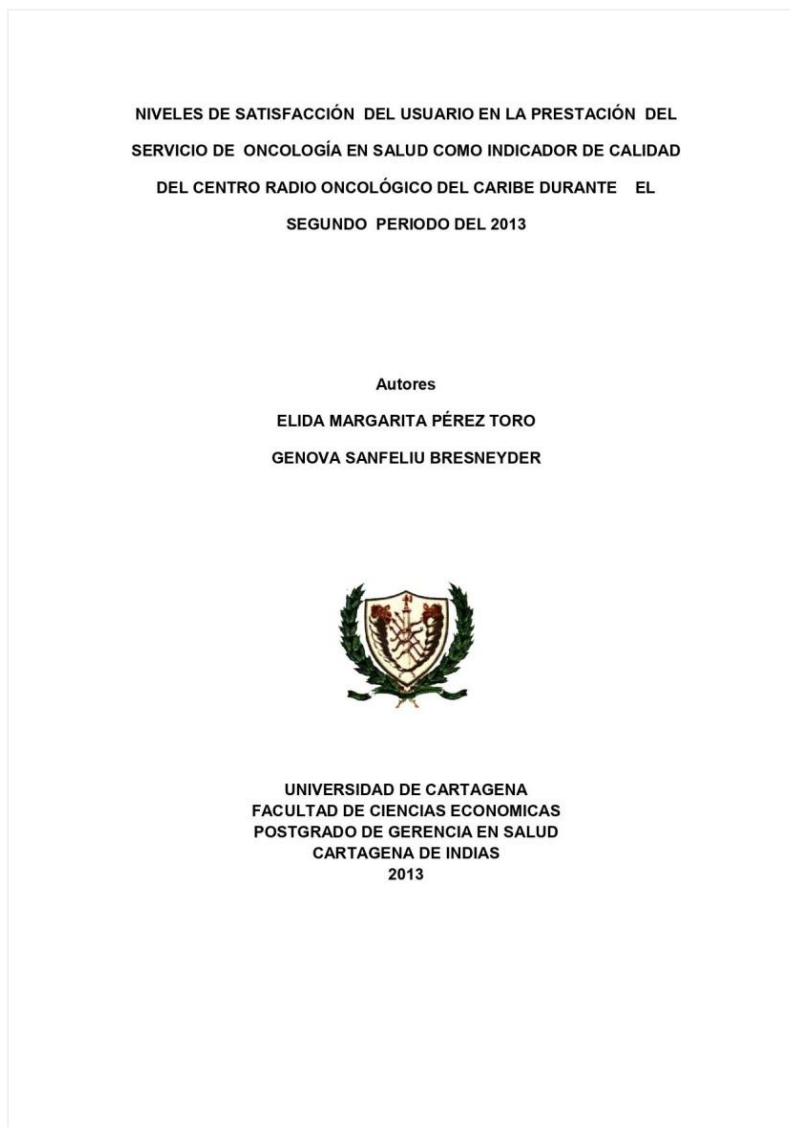 NIVELES DE SATISFACCIÓN DEL USUARIO EN LA PRESTACIÓN DEL
SERVICIO DE ONCOLOGÍA EN SALUD COMO INDICADOR DE CALIDAD
DEL CENTRO RADIO ONCOLÓGICO DEL CARIBE DURANTE EL
SEGUNDO PERIODO DEL 2013
Autores
ELIDA MARGARITA PÉREZ TORO
GENOVA SANFELIU BRESNEYDER
UNIVERSIDAD DE CARTAGENA
FACULTAD DE CIENCIAS ECONOMICAS
POSTGRADO DE GERENCIA EN SALUD
CARTAGENA DE INDIAS
2013